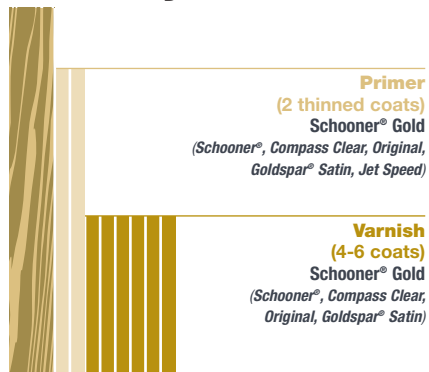 Primer
(2 thinned coats)
Schooner® Gold
(Schooner®, Compass Clear, Original,
Goldspar® Satin, Jet Speed)
Varnish
(4-6 coats)
Schooner® Gold
(Schooner®, Compass Clear,
Original, Goldspar® Satin)